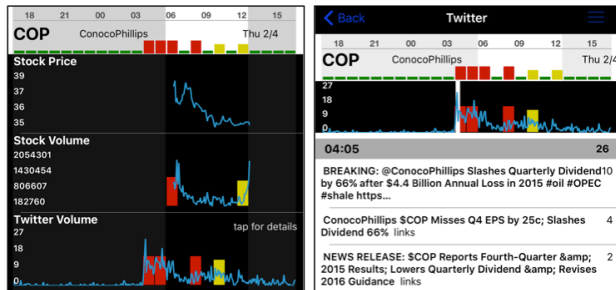 18 21 00 03 06 09 12 15
COP ConocoPhillips Thu 2/4
Stock Price
39
37
36
35
Stock Volume
2054301
1430454
806607
182760
Twitter Volume
tap for details
27
18
9
0
Back Twitter
18 21 00 03 06 09 12 15
COP ConocoPhillips Thu 2/4
27
18
9
0
04:05 26
BREAKING: @ConocoPhillips Slashes Quarterly Dividend 10
by 66% after $4.4 Billion Annual Loss in 2015 #oil #OPEC
#shale https...
ConocoPhillips $COP Misses Q4 EPS by 25c; Slashes 4
Dividend 66% links
NEWS RELEASE: $COP Reports Fourth-Quarter &amp; 2
2015 Results; Lowers Quarterly Dividend &amp; Revises
2016 Guidance links